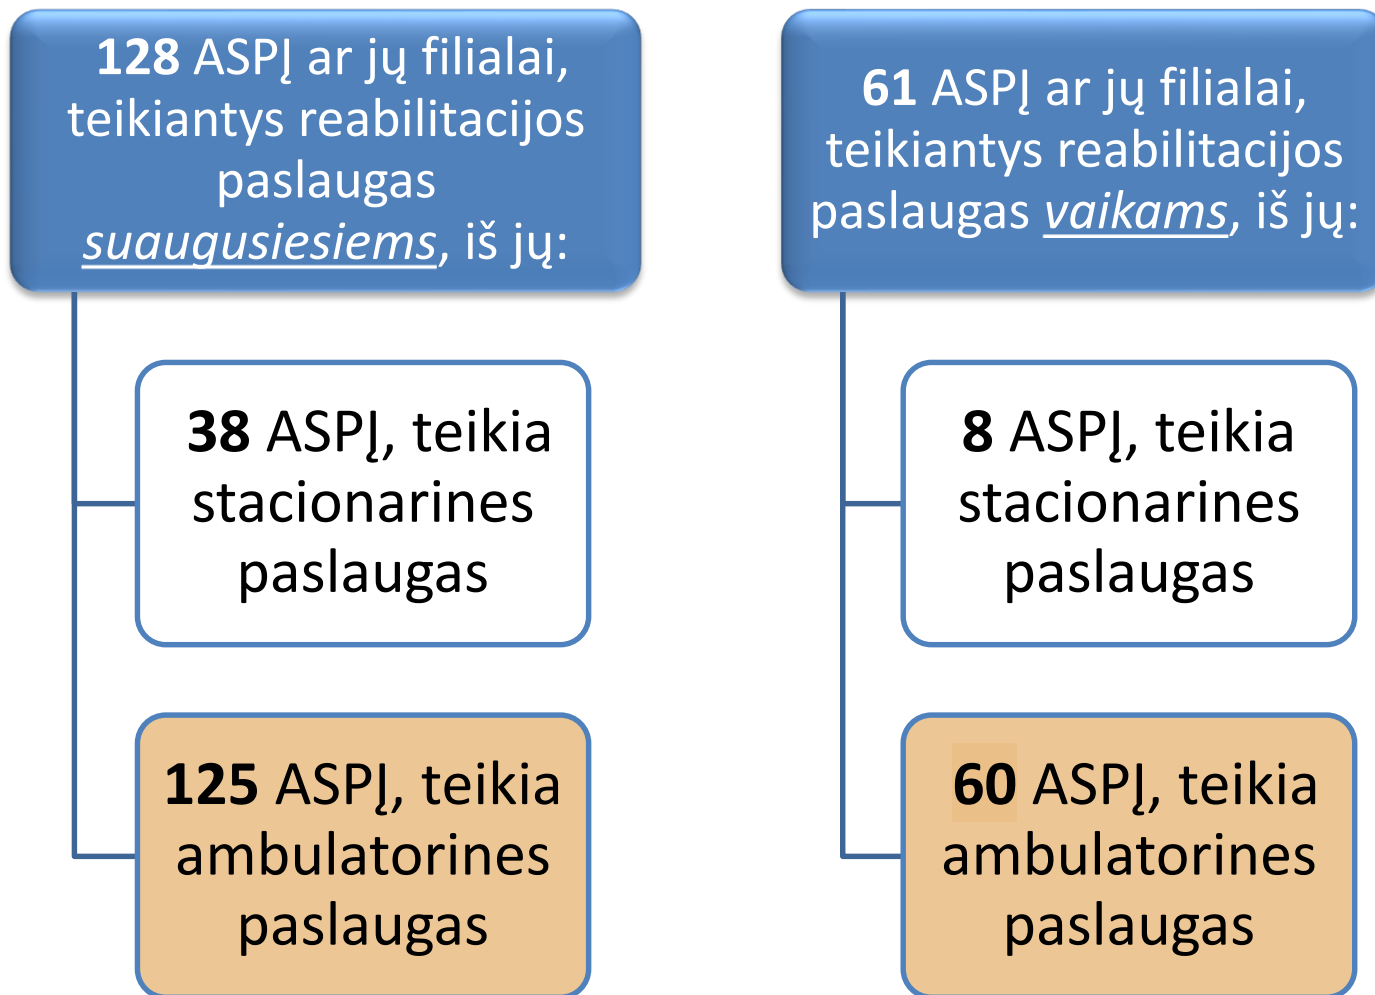 128 ASPĮ ar jų filialai,
teikiantys reabilitacijos
paslaugas
suaugusiesiems, iš jų:
38 ASPĮ, teikia
stacionarines
paslaugas
125 ASPĮ, teikia
ambulatorines
paslaugas
61 ASPĮ ar jų filialai,
teikiantys reabilitacijos
paslaugas vaikams, iš jų:
8 ASPĮ, teikia
stacionarines
paslaugas
60 ASPĮ, teikia
ambulatorines
paslaugas